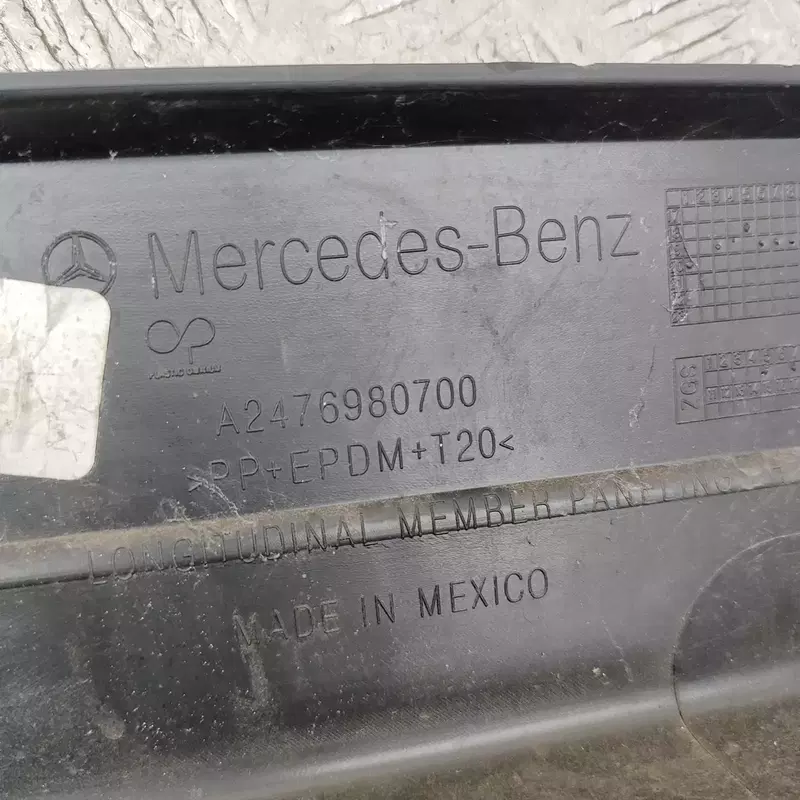 Mercedes-Benz
A2476980700
>PP+EPDM+T20<
LONGITUDINAL MEMBER PANELING
MADE IN MEXICO